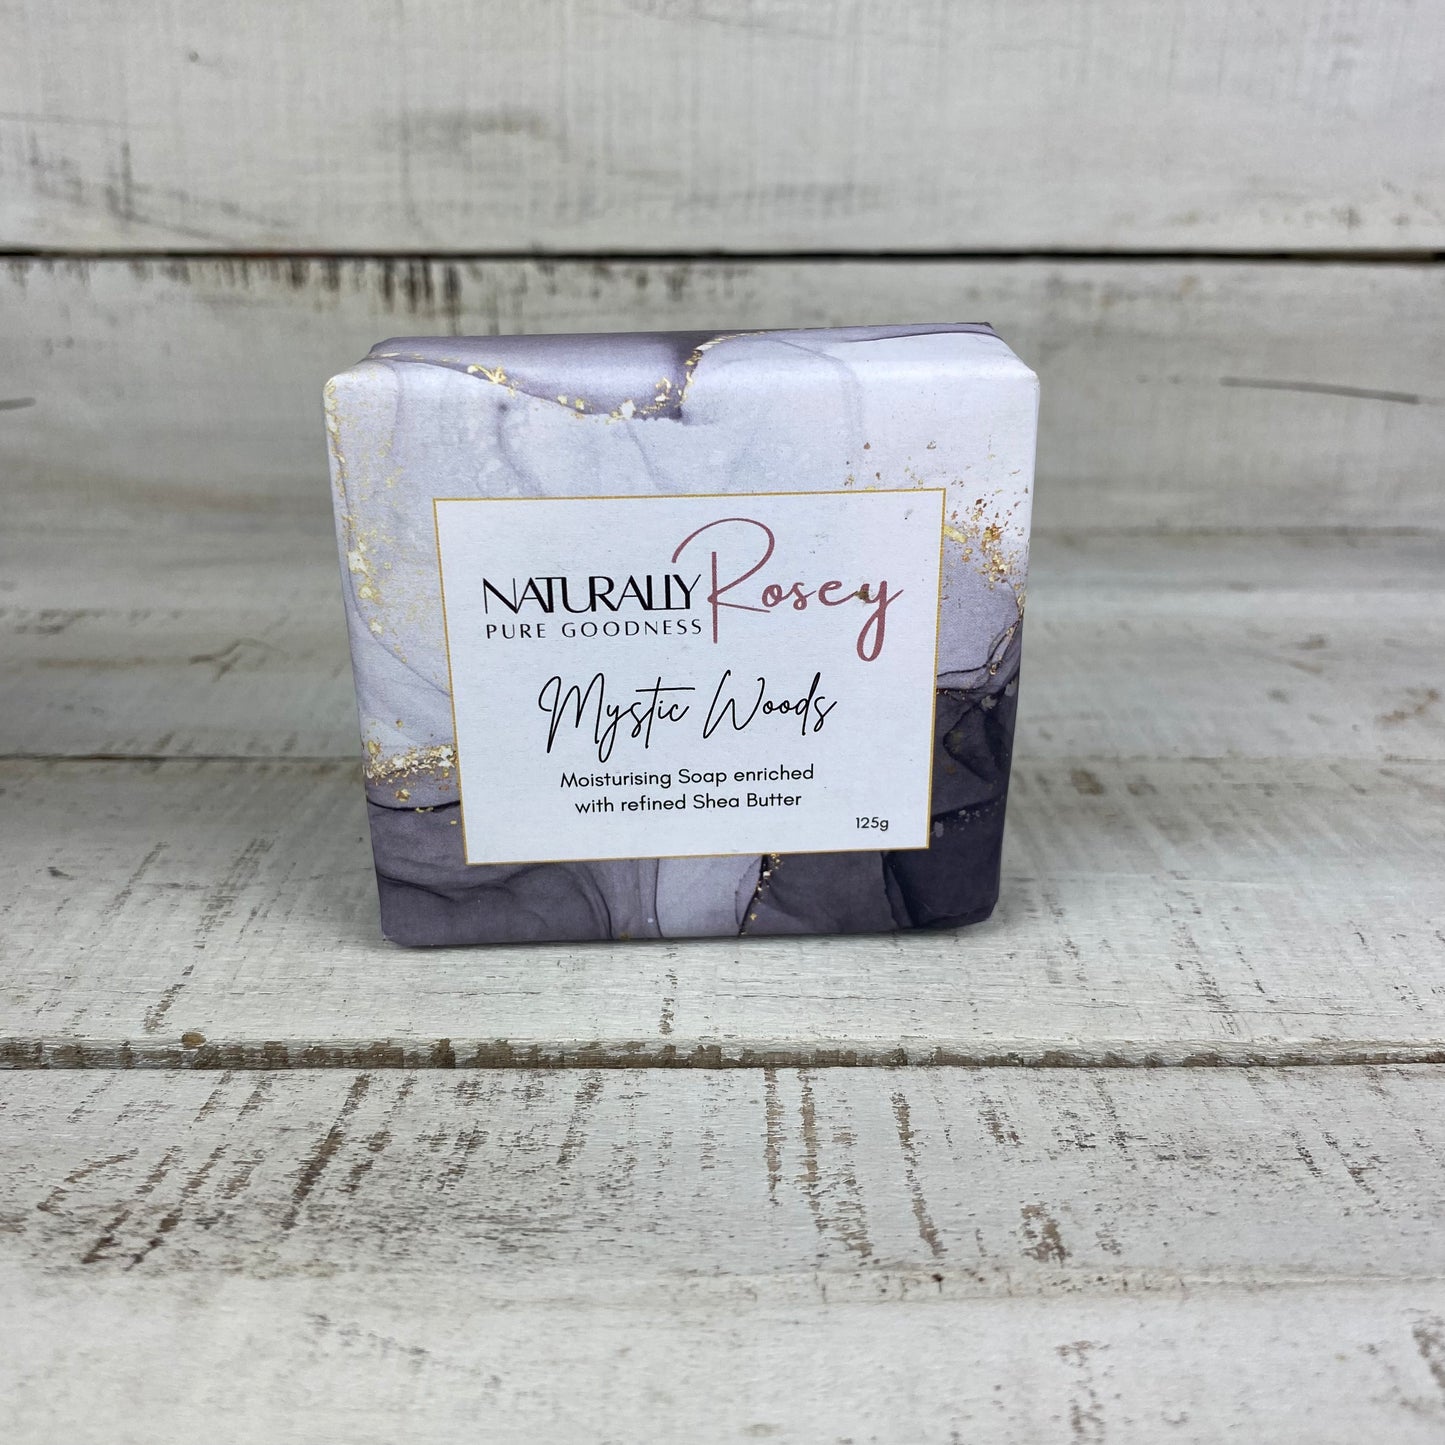 NATURALLY Rosey
PURE GOODNESS
Mystic Woods
Moisturising Soap enriched
with refined Shea Butter
125g